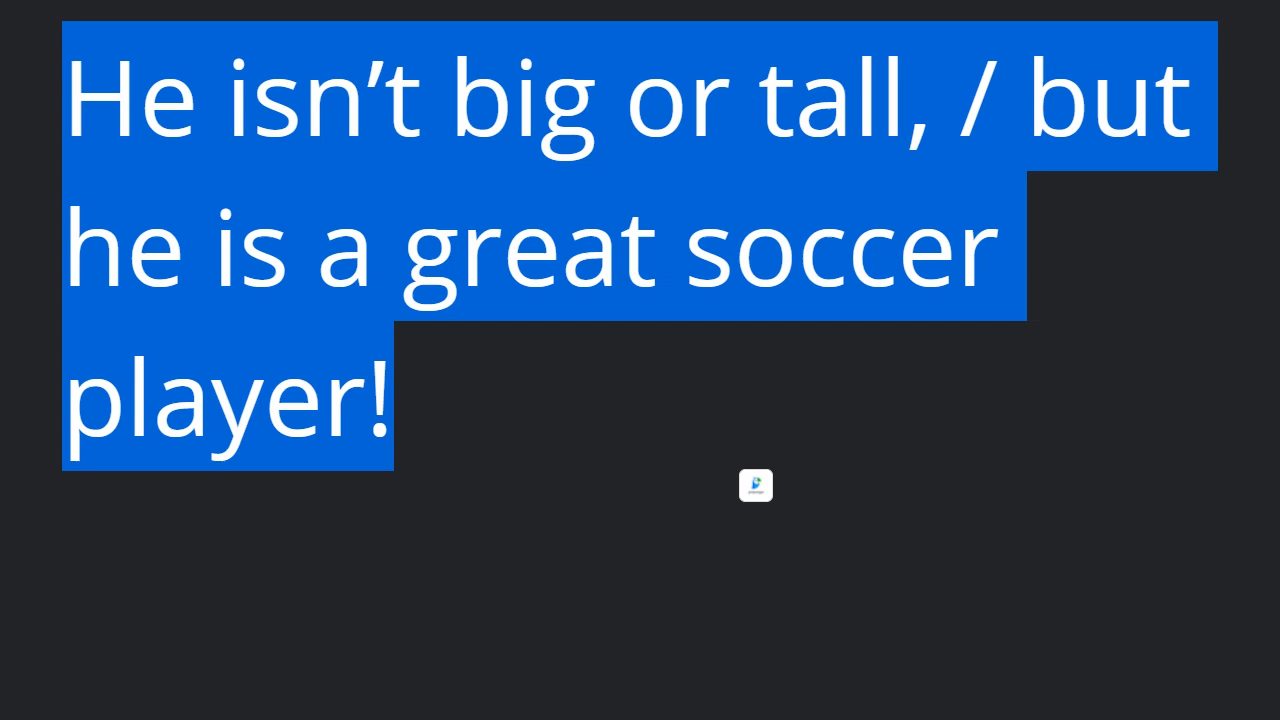 He isn’t big or tall, / but
he is a great soccer
player!